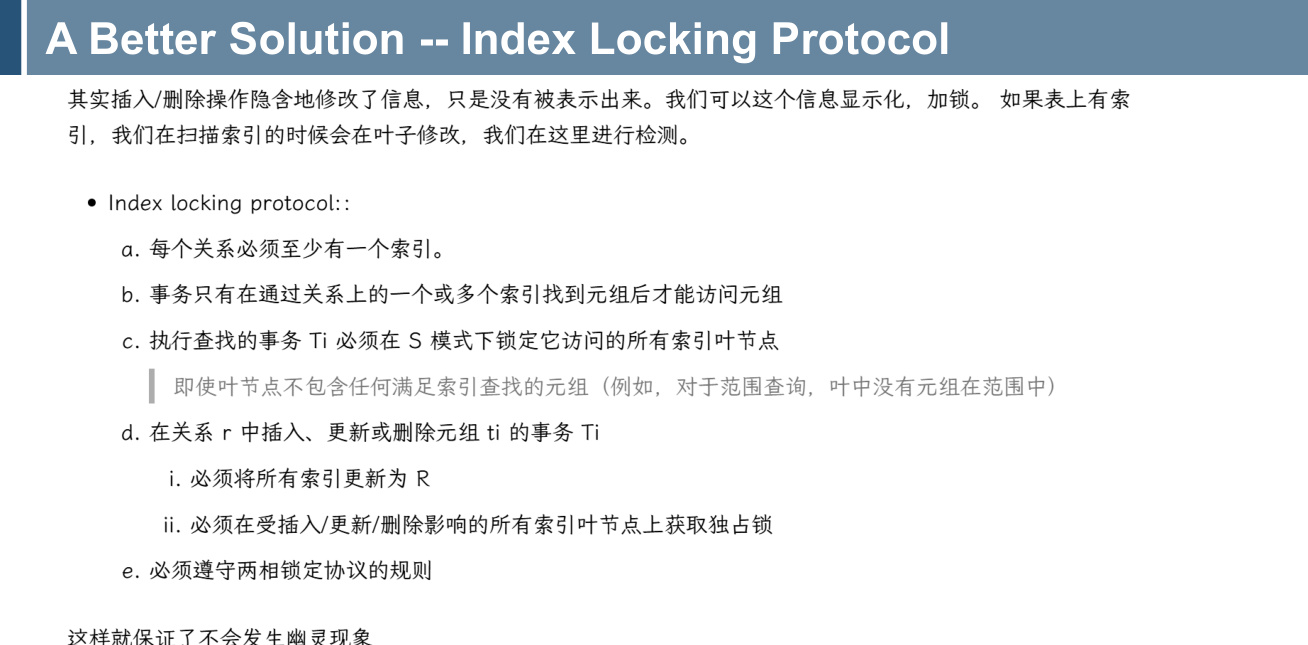 A Better Solution -- Index Locking Protocol
其实插入/删除操作隐含地修改了信息，只是没有被表示出来。我们可以这个信息显示化，加锁。 如果表上有索
引，我们在扫描索引的时候会在叶子修改，我们在这里进行检测。
• Index locking protocol::
a. 每个关系必须至少有一个索引。
b. 事务只有在通过关系上的一个或多个索引找到元组后才能访问元组
c. 执行查找的事务 Ti 必须在 S 模式下锁定它访问的所有索引叶节点
即使叶节点不包含任何满足索引查找的元组（例如，对于范围查询，叶中没有元组在范围中）
d. 在关系 r 中插入、更新或删除元组 ti 的事务 Ti
i. 必须将所有索引更新为 R
ii. 必须在受插入/更新/删除影响的所有索引叶节点上获取独占锁
e. 必须遵守两相锁定协议的规则
这样就保证了不会发生幽灵现象